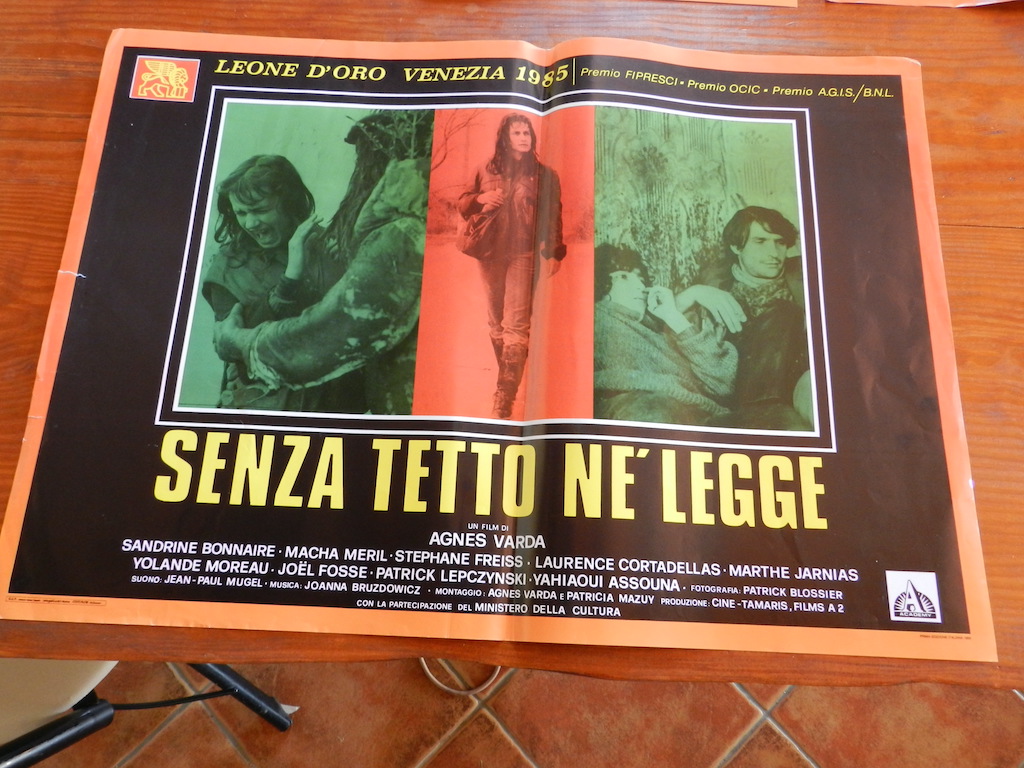 LEONE D'ORO VENEZIA 1985 Premio FIPRESCI ▪ Premio OCIC ▪ Premio A.G.I.S./B.N.L.
SENZA TETTO NE´ LEGGE
UN FILM DI
AGNES VARDA
SANDRINE BONNAIRE · MACHA MERIL · STEPHANE FREISS · LAURENCE CORTADELLAS · MARTHE JARNIAS
YOLANDE MOREAU · JOËL FOSSE · PATRICK LEPCZYNSKI · YAHIAOUI ASSOUNA · FOTOGRAFIA: PATRICK BLOSSIER
SUONO: JEAN-PAUL MUGEL · MUSICA: JOANNA BRUZDOWICZ · MONTAGGIO: AGNES VARDA E PATRICIA MAZUY PRODUZIONE: CINE-TAMARIS, FILMS A 2
CON LA PARTECIPAZIONE DEL MINISTERO DELLA CULTURA
ACADEMY